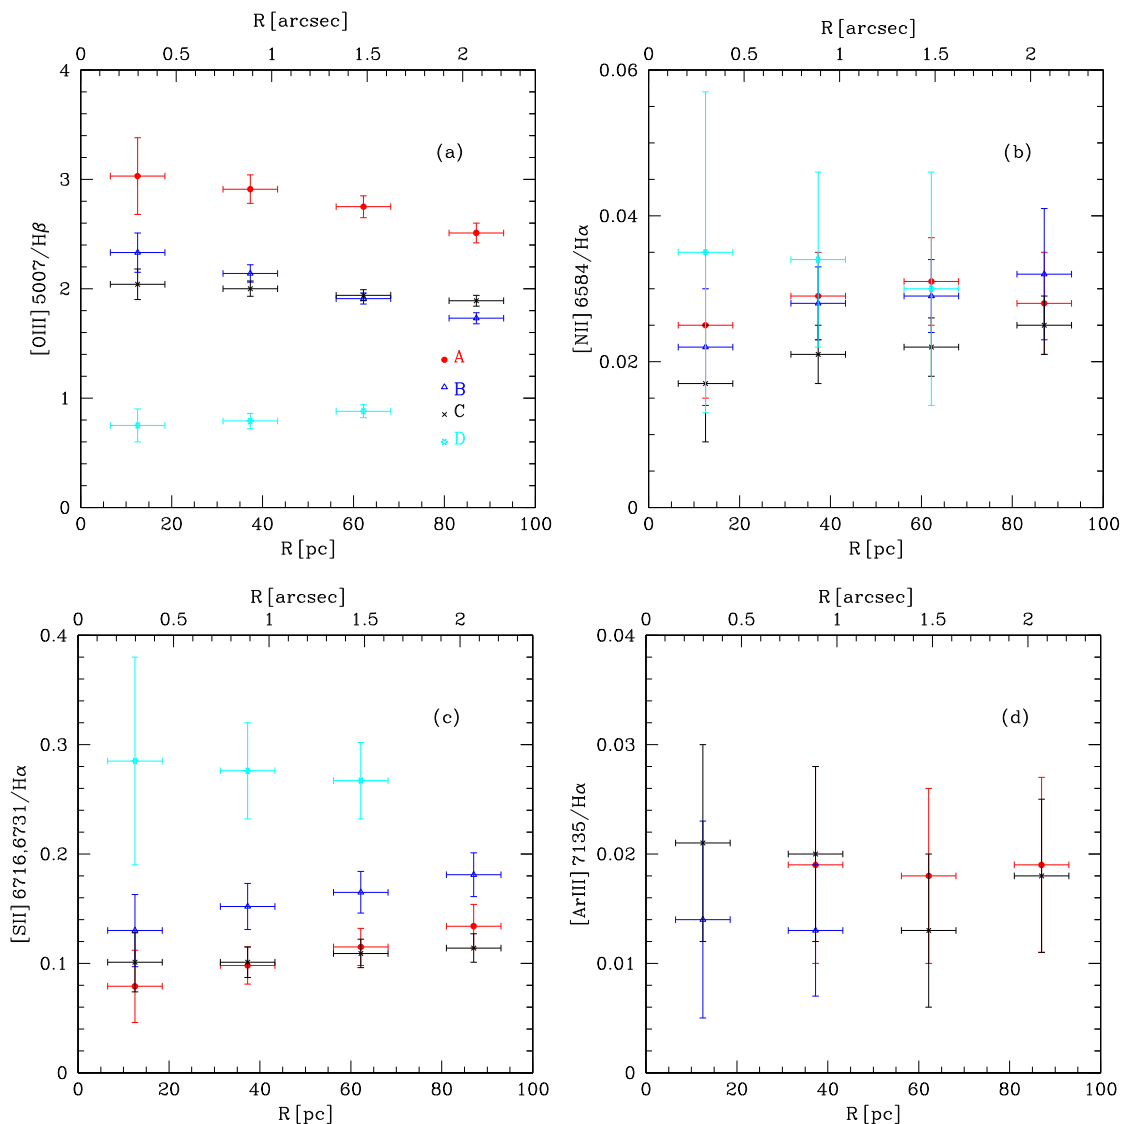 R [arcsec]
0 0.5 1 1.5 2
4
3
2
1
0
[OIII] 5007/Hβ
(a)
A
B
C
D
0 20 40 60 80 100
R [pc]
R [arcsec]
0 0.5 1 1.5 2
0.06
0.04
0.02
0
[NII] 6584/Hα
(b)
0 20 40 60 80 100
R [pc]
R [arcsec]
0 0.5 1 1.5 2
0.4
0.3
0.2
0.1
0
[SII] 6716,6731/Hα
(c)
0 20 40 60 80 100
R [pc]
R [arcsec]
0 0.5 1 1.5 2
0.04
0.03
0.02
0.01
0
[ArIII] 7135/Hα
(d)
0 20 40 60 80 100
R [pc]